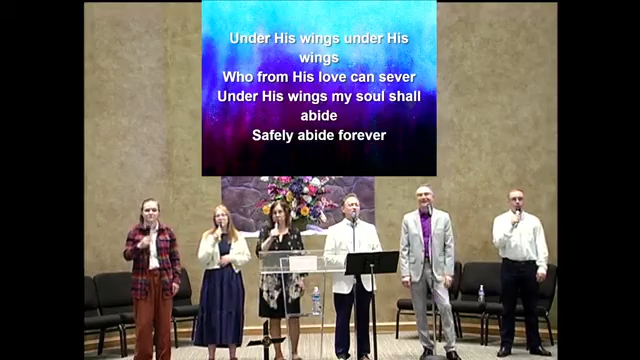 Under His wings under His
wings
Who from His love can sever
Under His wings my soul shall
abide
Safely abide forever